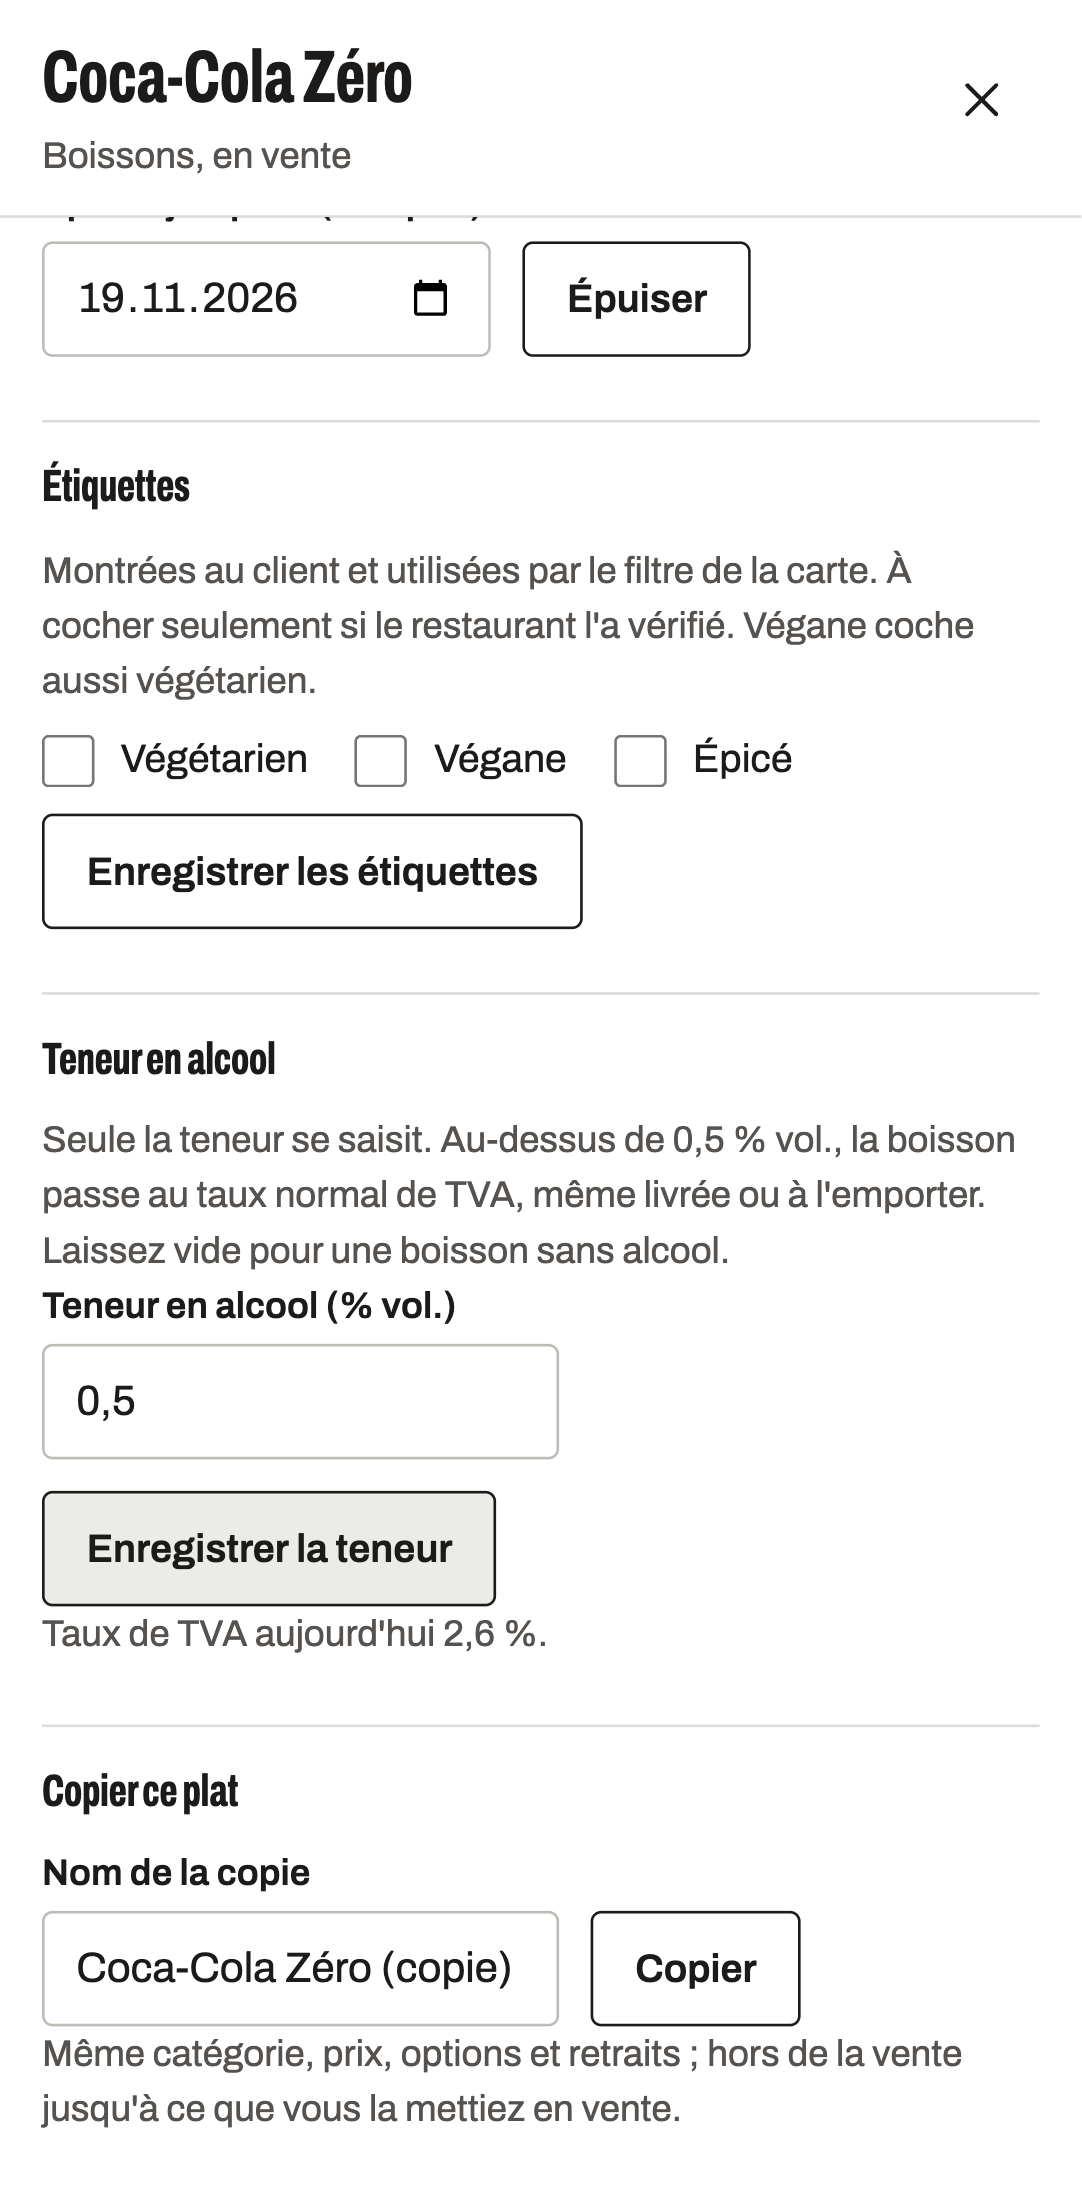 Coca-Cola Zéro
Boissons, en vente
19.11.2026
Épuiser
Étiquettes
Montrées au client et utilisées par le filtre de la carte. À
cocher seulement si le restaurant l'a vérifié. Végane coche
aussi végétarien.
Végétarien Végane Épicé
Enregistrer les étiquettes
Teneur en alcool
Seule la teneur se saisit. Au-dessus de 0,5 % vol., la boisson
passe au taux normal de TVA, même livrée ou à l'emporter.
Laissez vide pour une boisson sans alcool.
Teneur en alcool (% vol.)
0,5
Enregistrer la teneur
Taux de TVA aujourd'hui 2,6 %.
Copier ce plat
Nom de la copie
Coca-Cola Zéro (copie)
Copier
Même catégorie, prix, options et retraits ; hors de la vente
jusqu'à ce que vous la mettiez en vente.